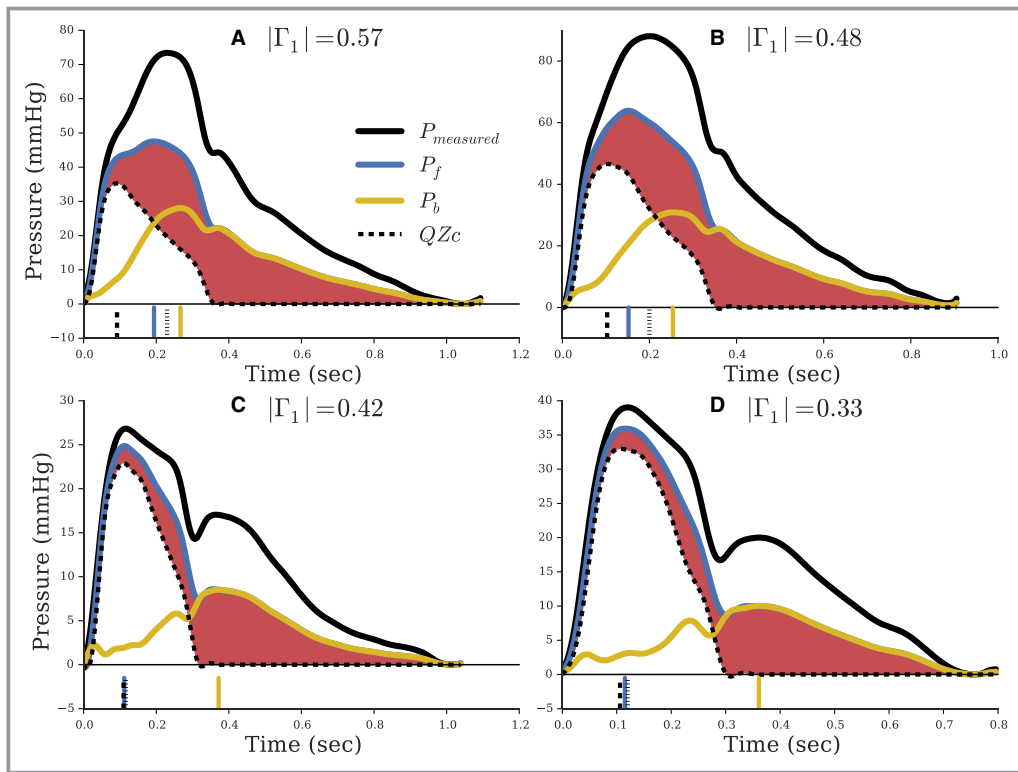 A |Γ₁| =0.57
80
70
60
50
40
30
20
10
0
−10
Pressure (mmHg)
P_measured
P_f
P_b
QZc
0.0 0.2 0.4 0.6 0.8 1.0 1.2
Time (sec)
B |Γ₁| =0.48
80
60
40
20
0
0.0 0.2 0.4 0.6 0.8 1.0
Time (sec)
C |Γ₁| =0.42
30
25
20
15
10
5
0
−5
Pressure (mmHg)
0.0 0.2 0.4 0.6 0.8 1.0 1.2
Time (sec)
D |Γ₁| =0.33
40
35
30
25
20
15
10
5
0
−5
0.0 0.1 0.2 0.3 0.4 0.5 0.6 0.7 0.8
Time (sec)